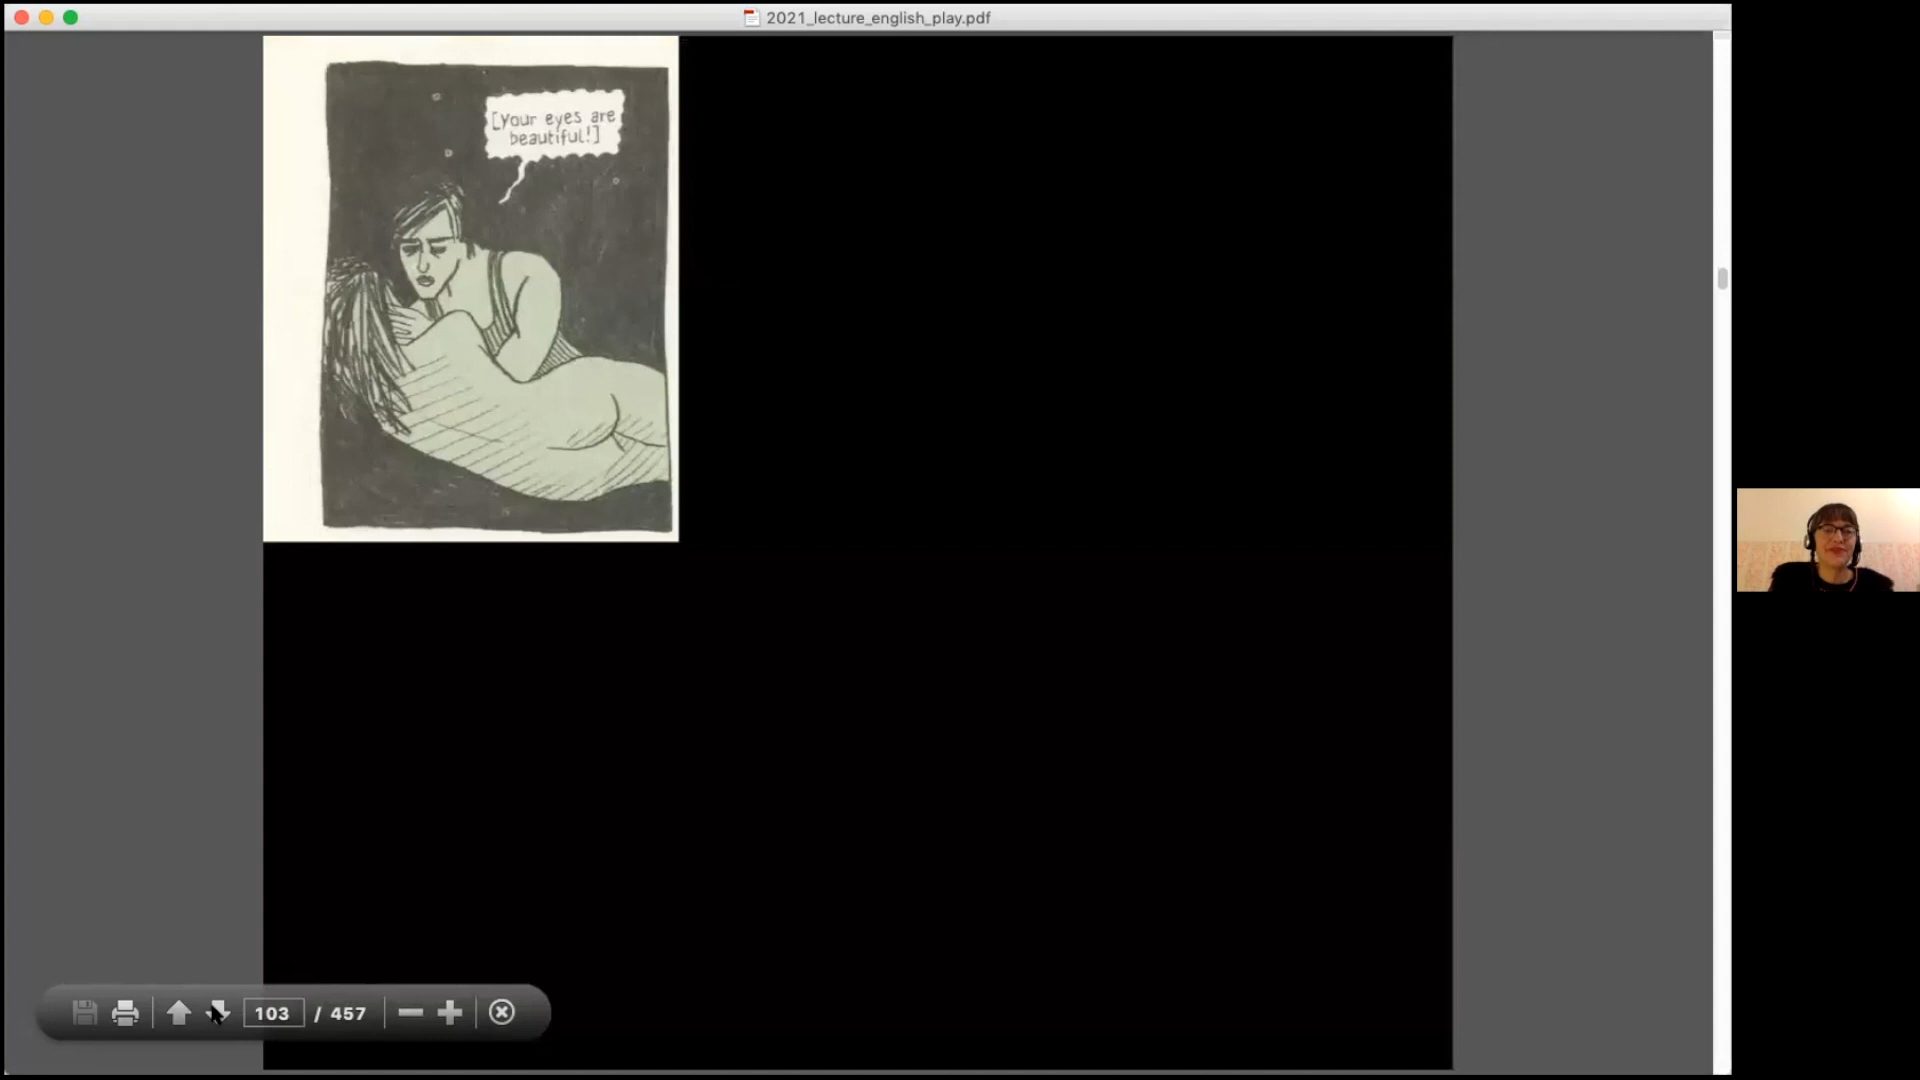 2021_lecture_english_play.pdf
[your eyes are
beautiful!]
103 / 457